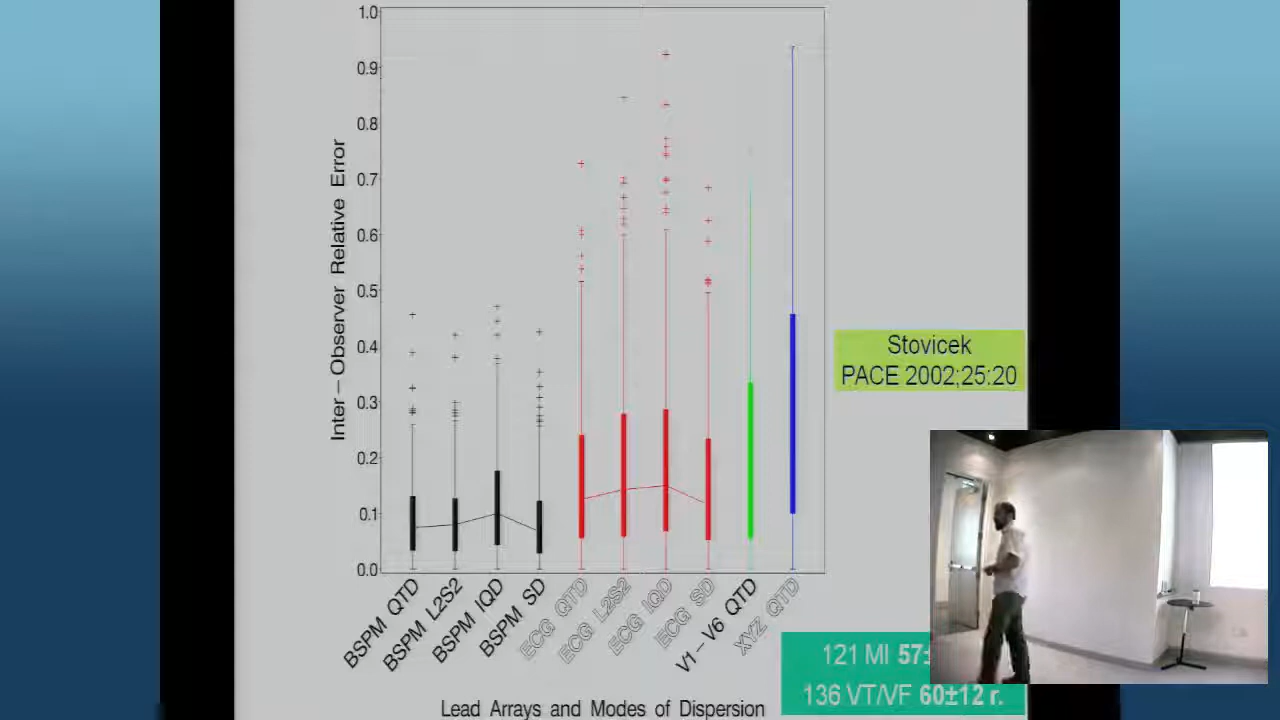 1.0
0.9
0.8
0.7
0.6
0.5
0.4
0.3
0.2
0.1
0.0
Inter – Observer Relative Error
BSPM QTD
BSPM L2S2
BSPM IQD
BSPM SD
ECG QTD
ECG L2S2
ECG IQD
ECG SD
V1 – V6 QTD
XYZ QTD
Lead Arrays and Modes of Dispersion
Stovicek
PACE 2002;25:20
121 MI 57±
136 VT/VF 60±12 r.